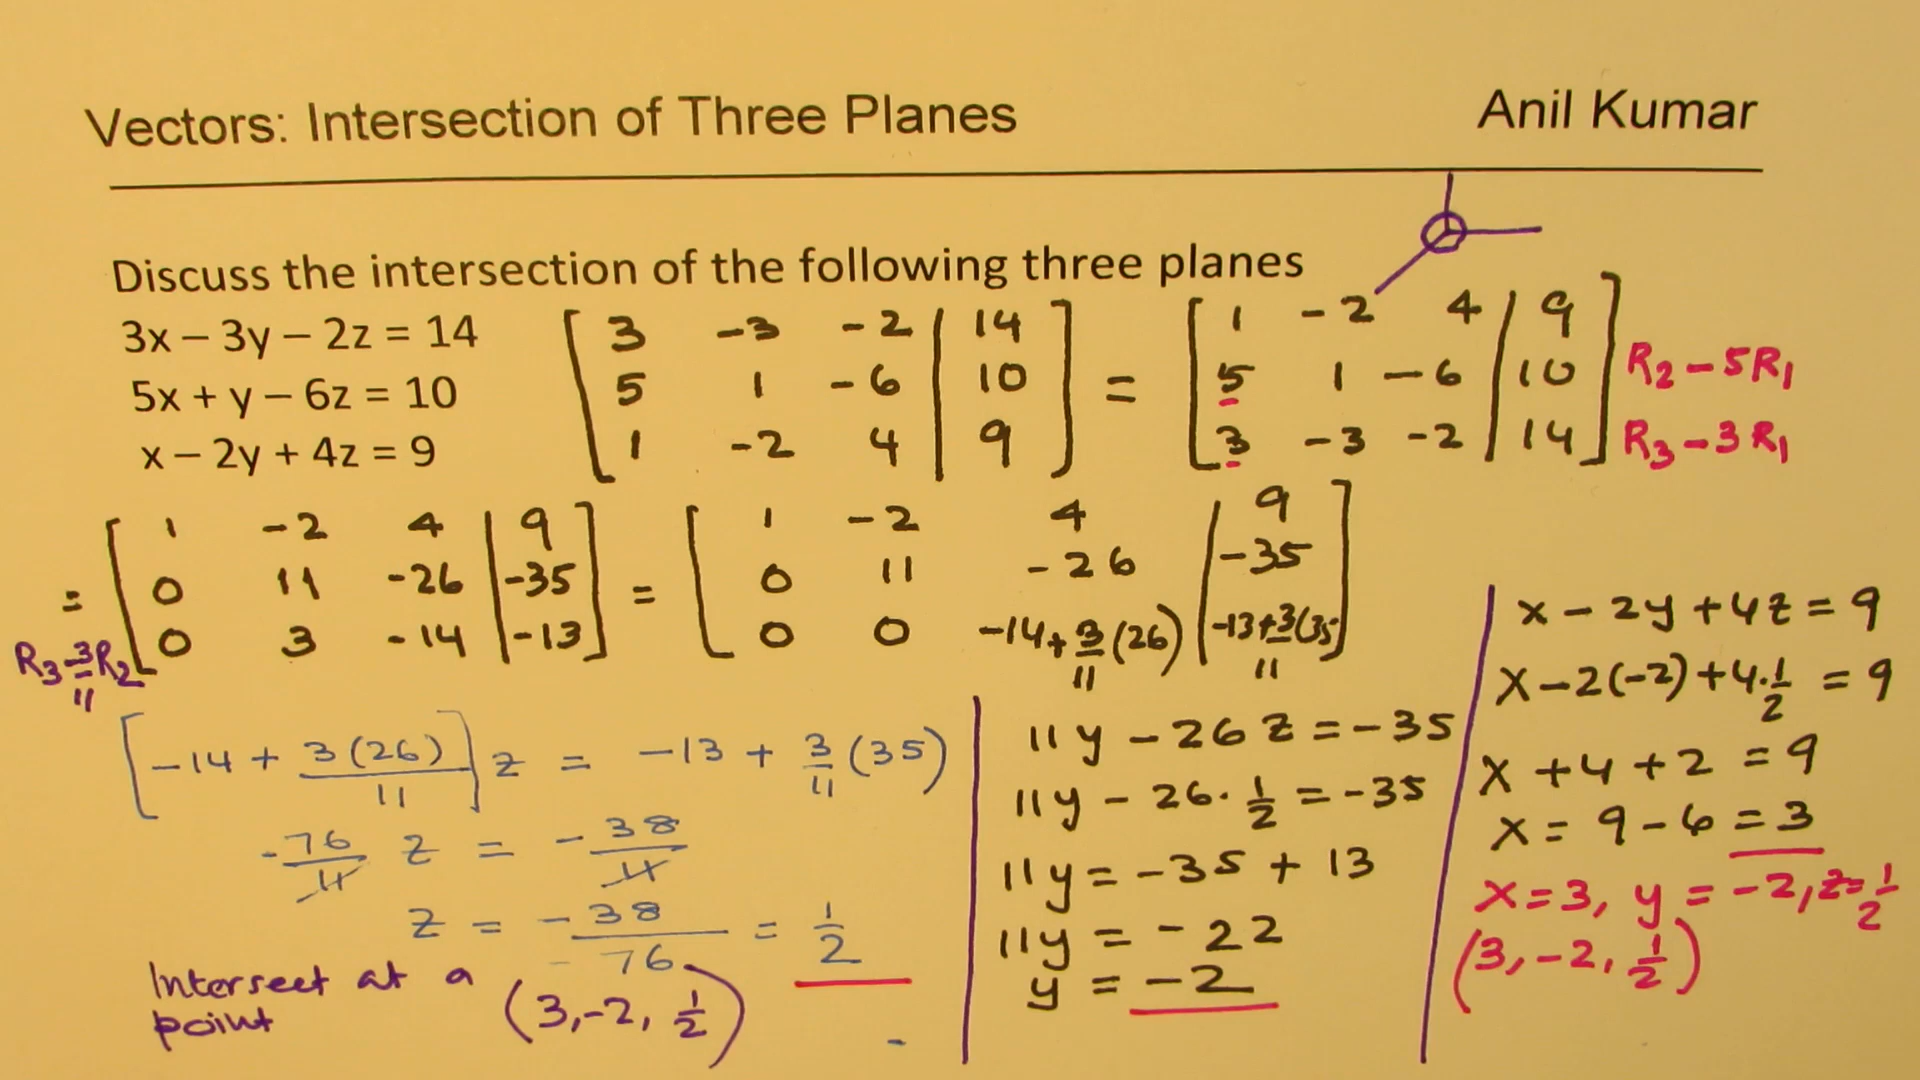 Vectors: Intersection of Three Planes
Anil Kumar
Discuss the intersection of the following three planes
3x – 3y – 2z = 14
5x + y – 6z = 10
x – 2y + 4z = 9
[3 -3 -2 | 14]
[5 1 -6 | 10]
[1 -2 4 | 9]
=
[1 -2 4 | 9]
[5 1 -6 | 10] R2 - 5R1
[3 -3 -2 | 14] R3 - 3R1
=
[1 -2 4 | 9]
[0 11 -26 | -35]
[0 3 -14 | -13]
R3 - 3/11 R2
=
[1 -2 4 | 9]
[0 11 -26 | -35]
[0 0 -14 + 3/11 (26) | -13 + 3/11 (35)]
[-14 + 3(26)/11] z = -13 + 3/11 (35)
-76/11 z = -38/11
z = -38/-76 = 1/2
Intersect at a
point
(3, -2, 1/2)
11y - 26z = -35
11y - 26 · 1/2 = -35
11y = -35 + 13
11y = -22
y = -2
x - 2y + 4z = 9
x - 2(-2) + 4 · 1/2 = 9
x + 4 + 2 = 9
x = 9 - 6 = 3
x = 3, y = -2, z = 1/2
(3, -2, 1/2)